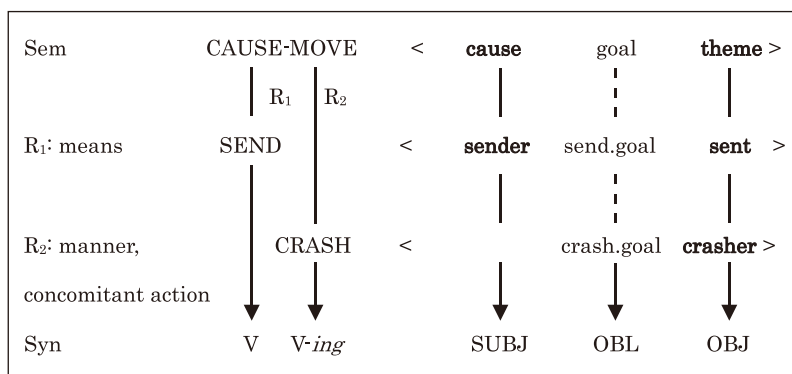 Sem CAUSE-MOVE < cause goal theme >
R₁ R₂
R₁: means SEND < sender send.goal sent >
R₂: manner, CRASH < crash.goal crasher >
concomitant action
Syn V V-ing SUBJ OBL OBJ